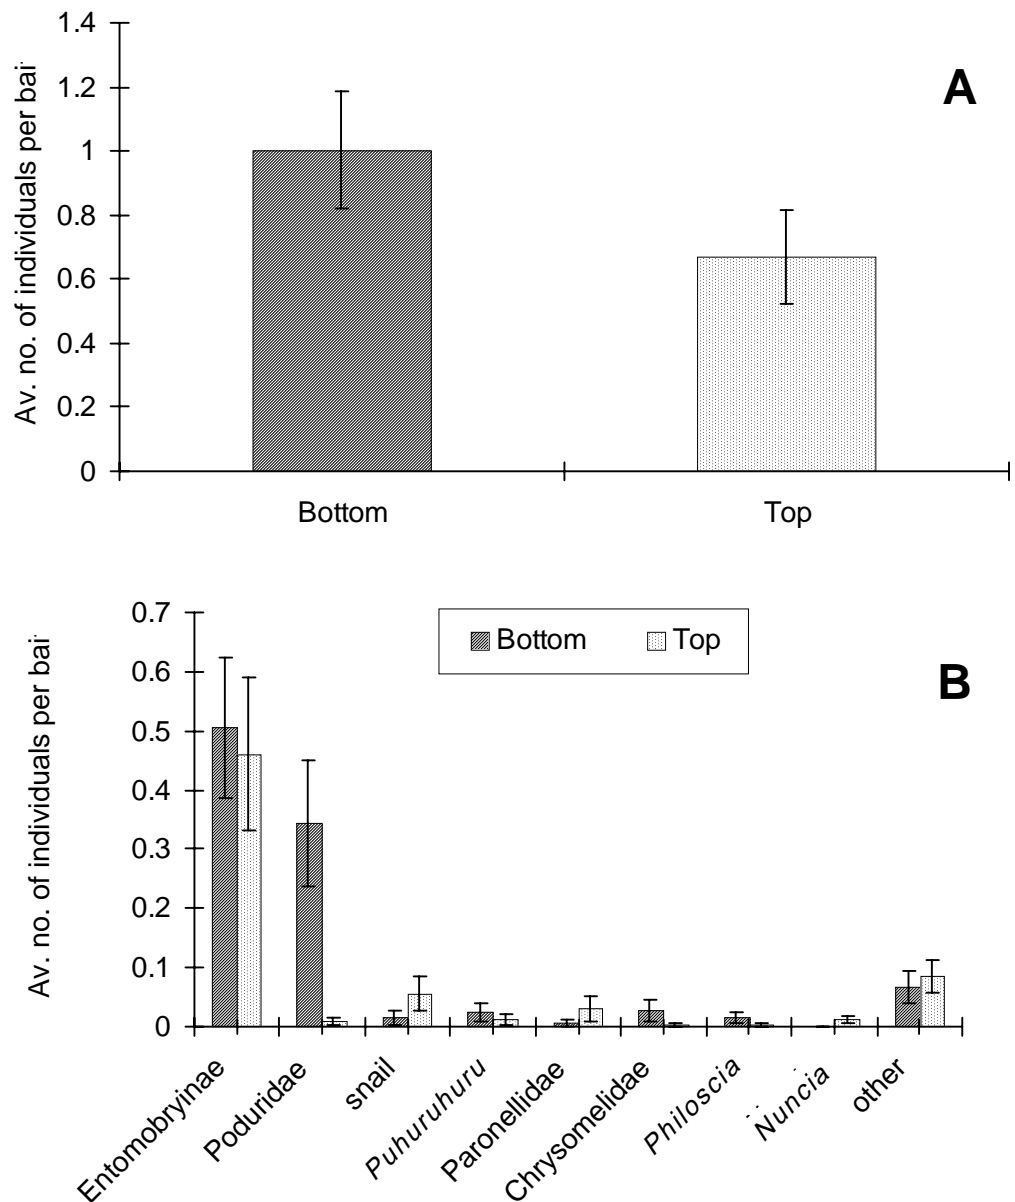 1.4
1.2
1
0.8
0.6
0.4
0.2
0
Av. no. of individuals per bai
A
Bottom
Top
0.7
0.6
0.5
0.4
0.3
0.2
0.1
0
Av. no. of individuals per bai
Bottom
Top
B
Entomobryinae
Poduridae
snail
Puhuruhuru
Paronellidae
Chrysomelidae
Philoscia
Nuncia
other